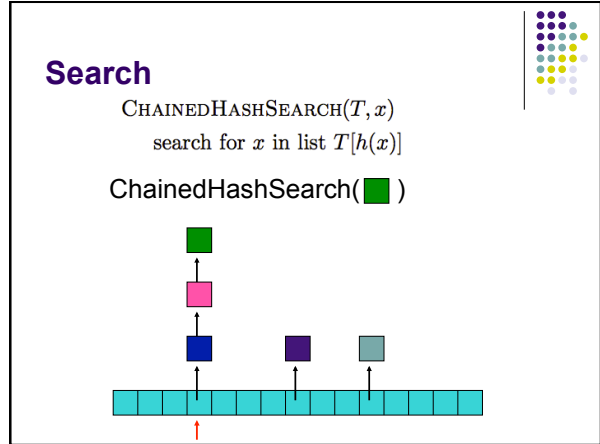 Search
CHAINEDHASHSEARCH(T, x)
search for x in list T[h(x)]
ChainedHashSearch( )